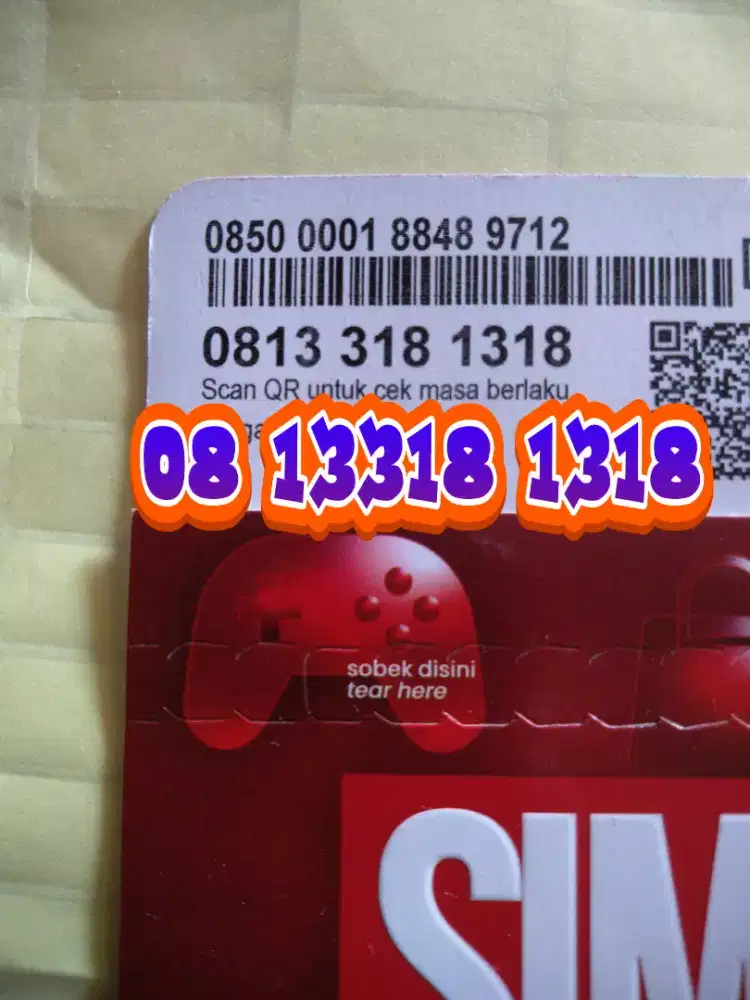 0850 0001 8848 9712
0813 318 1318
Scan QR untuk cek masa berlaku
08 13318 1318
sobek disini
tear here
SIM